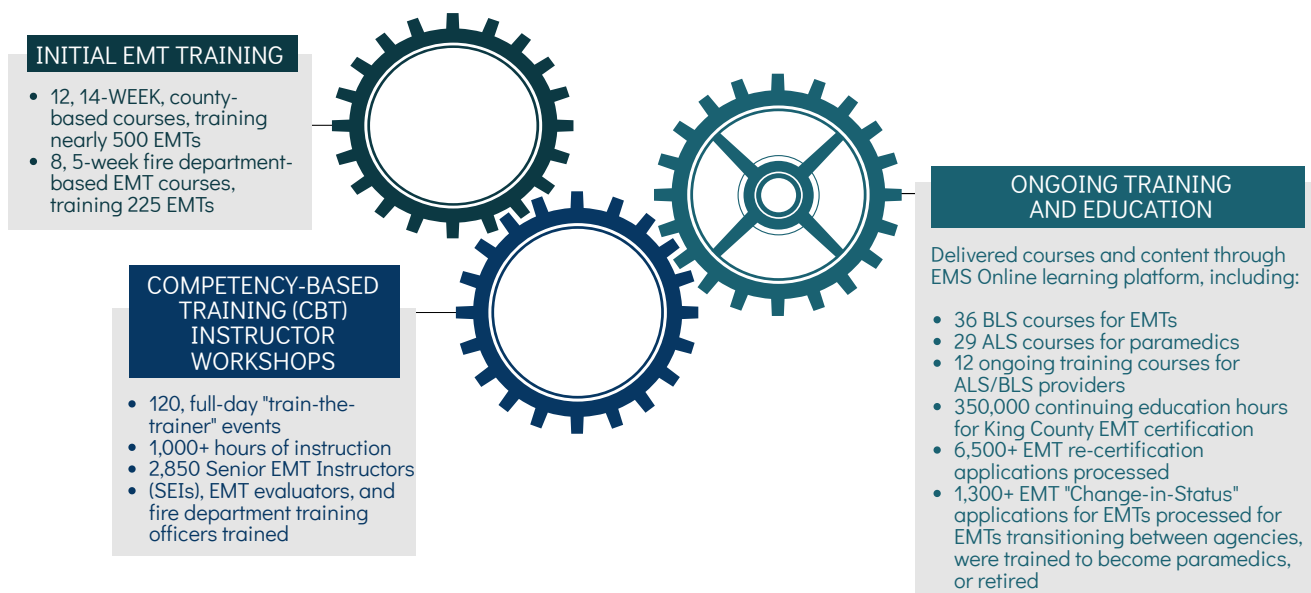 INITIAL EMT TRAINING
• 12, 14-WEEK, county-
based courses, training
nearly 500 EMTs
• 8, 5-week fire department-
based EMT courses,
training 225 EMTs
COMPETENCY-BASED
TRAINING (CBT)
INSTRUCTOR
WORKSHOPS
• 120, full-day "train-the-
trainer" events
• 1,000+ hours of instruction
• 2,850 Senior EMT Instructors
• (SEIs), EMT evaluators, and
fire department training
officers trained
ONGOING TRAINING
AND EDUCATION
Delivered courses and content through
EMS Online learning platform, including:
• 36 BLS courses for EMTs
• 29 ALS courses for paramedics
• 12 ongoing training courses for
ALS/BLS providers
• 350,000 continuing education hours
for King County EMT certification
• 6,500+ EMT re-certification
applications processed
• 1,300+ EMT "Change-in-Status"
applications for EMTs processed for
EMTs transitioning between agencies,
were trained to become paramedics,
or retired